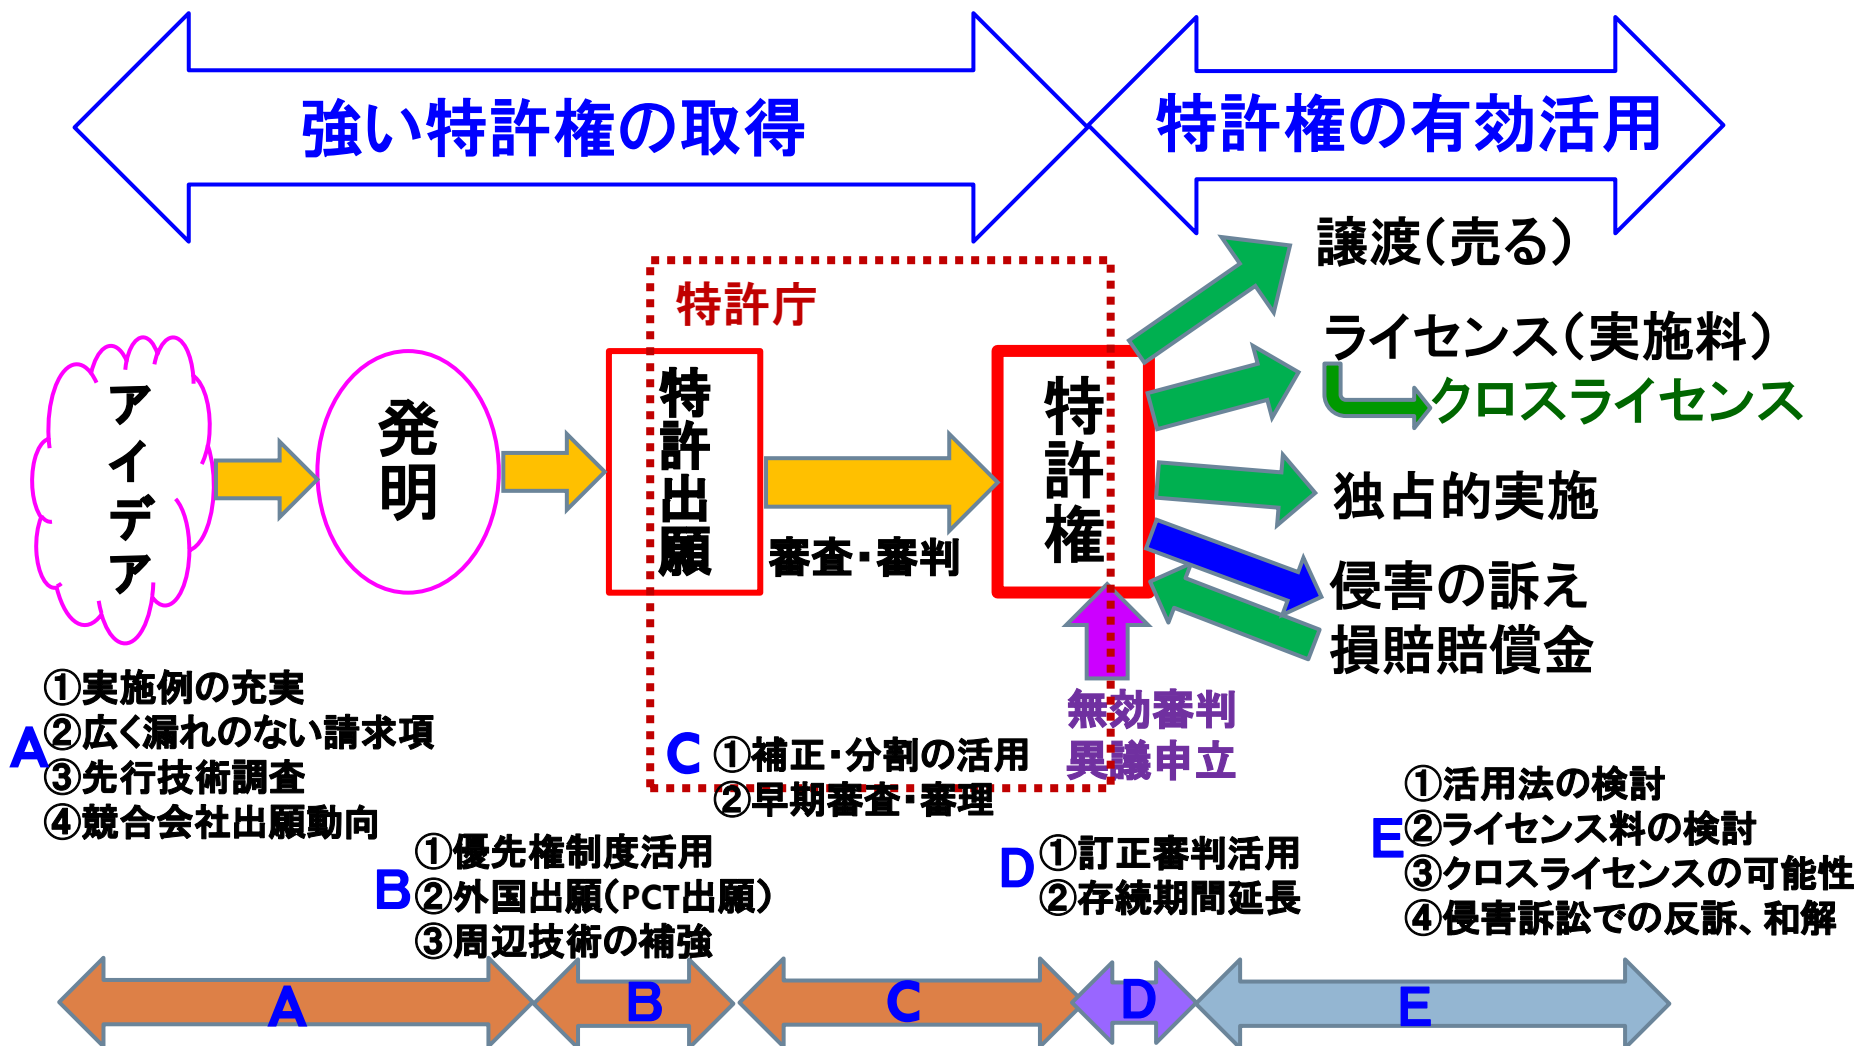 強い特許権の取得
特許権の有効活用
特許庁
アイデア
発明
特許出願
審査・審判
特許権
譲渡(売る)
ライセンス(実施料)
クロスライセンス
独占的実施
侵害の訴え
損賠賠償金
無効審判
異議申立
A
①実施例の充実
②広く漏れのない請求項
③先行技術調査
④競合会社出願動向
B
①優先権制度活用
②外国出願(PCT出願)
③周辺技術の補強
C
①補正・分割の活用
②早期審査・審理
D
①訂正審判活用
②存続期間延長
E
①活用法の検討
②ライセンス料の検討
③クロスライセンスの可能性
④侵害訴訟での反訴、和解
A
B
C
D
E